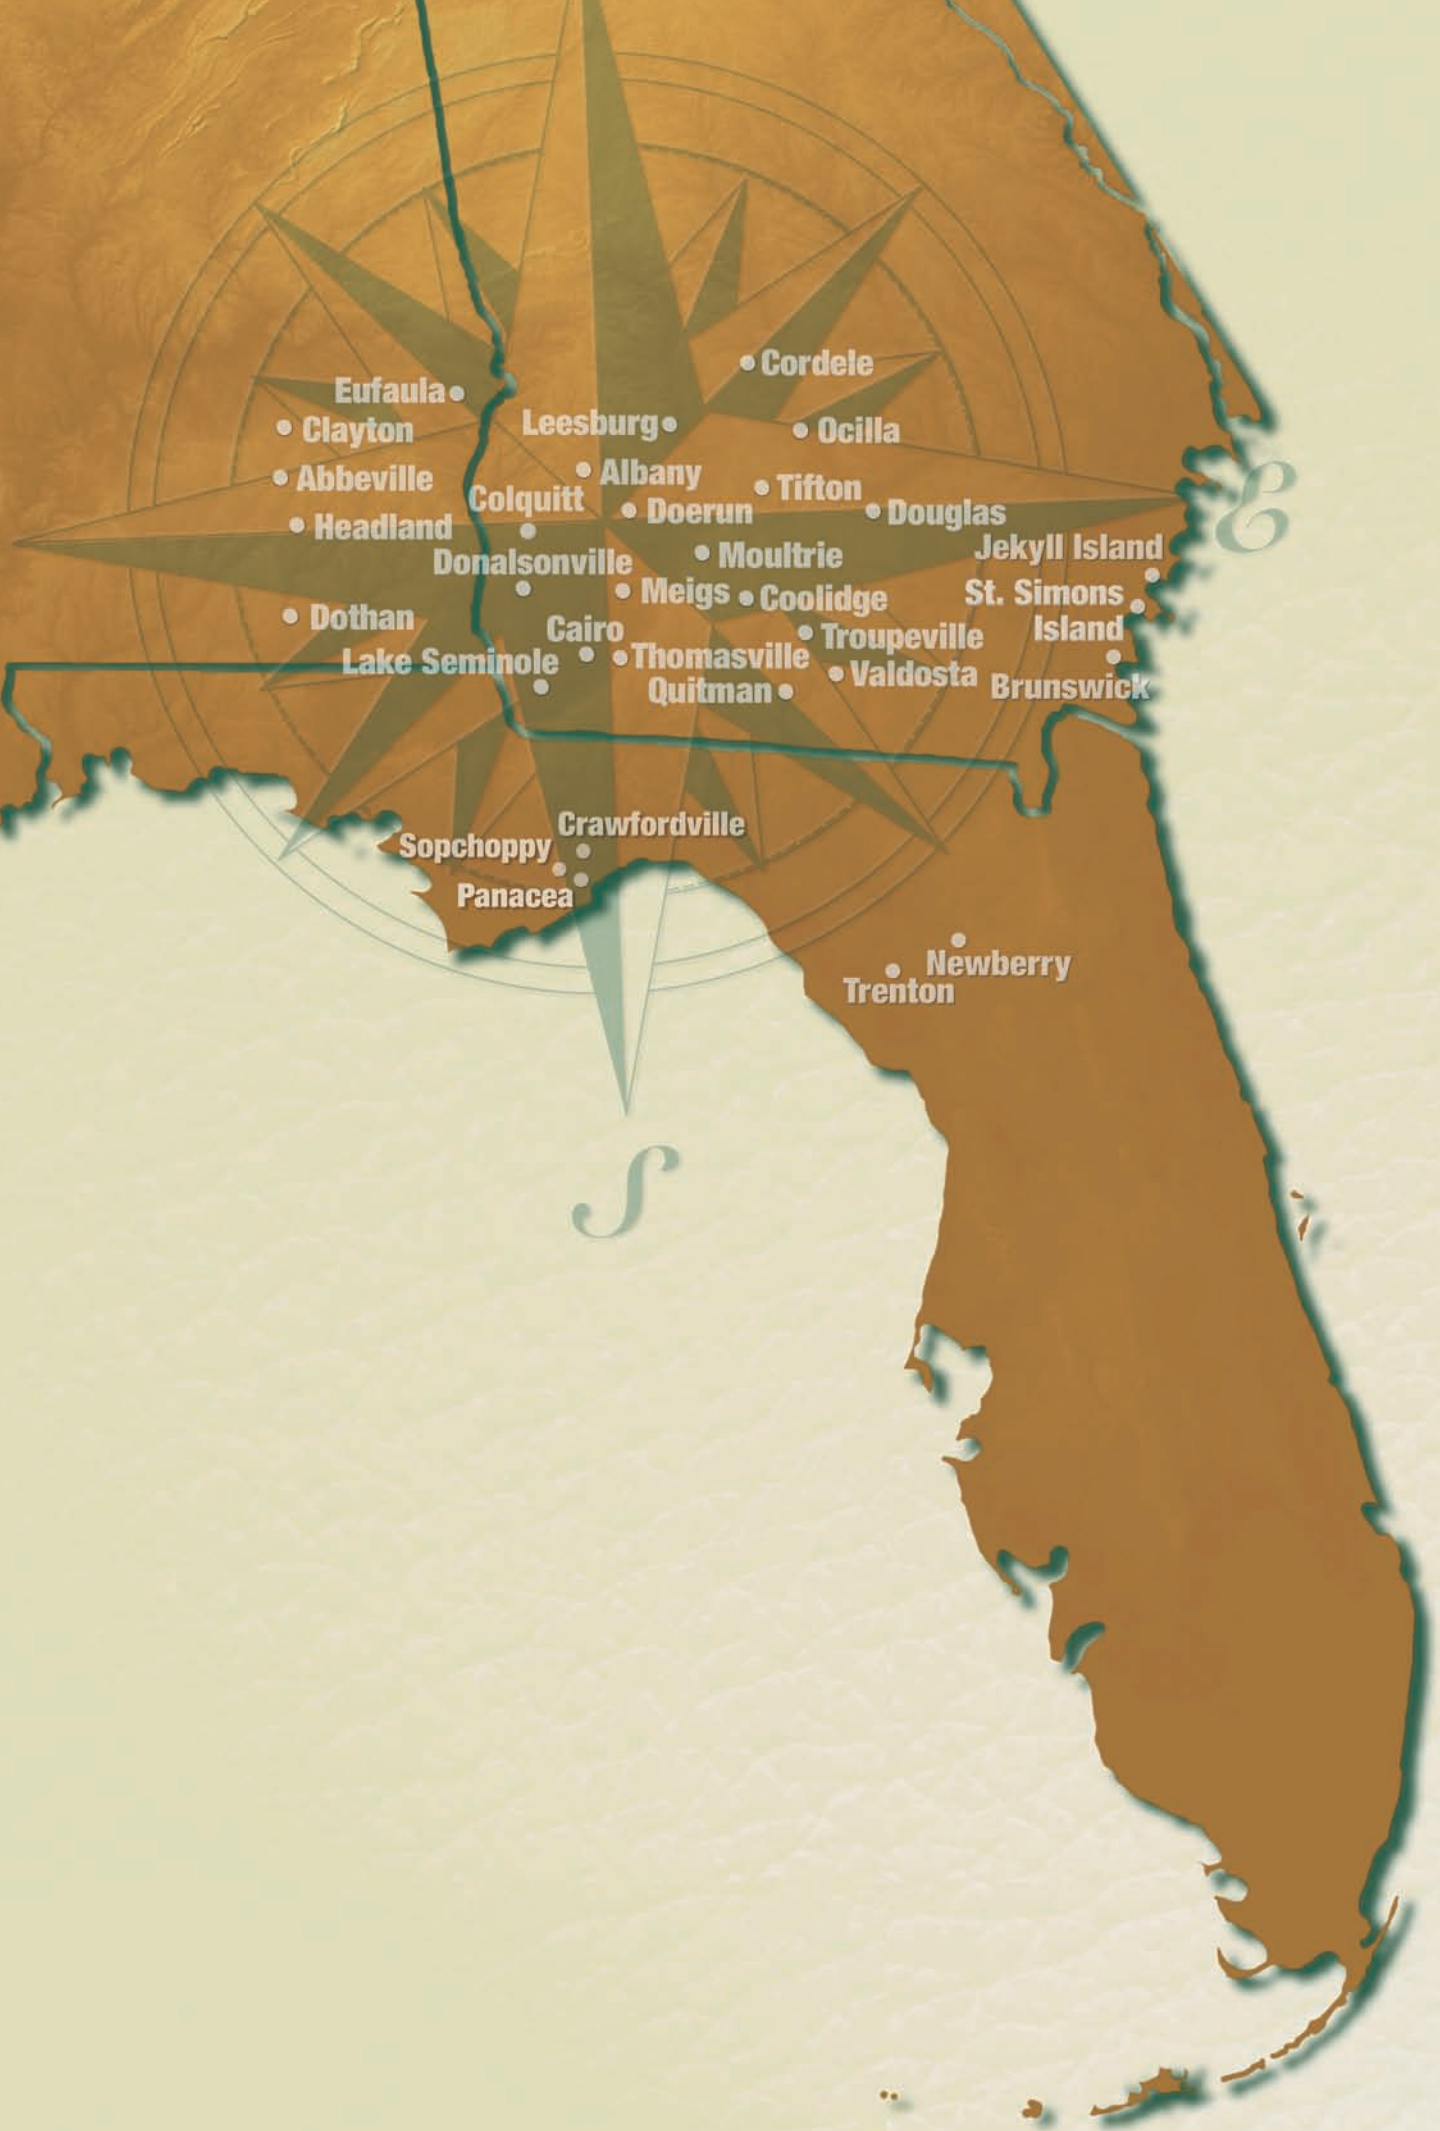 Cordele
Eufaula
Leesburg
Clayton
Ocilla
Albany
Abbeville
Tifton
Colquitt
Doerun
Douglas
Headland
Jekyll Island
Moultrie
Donalsonville
Meigs
Coolidge
St. Simons
Island
Dothan
Cairo
Troupeville
Thomasville
Lake Seminole
Valdosta
Quitman
Brunswick
E
Crawfordville
Sopchoppy
Panacea
Newberry
Trenton
S